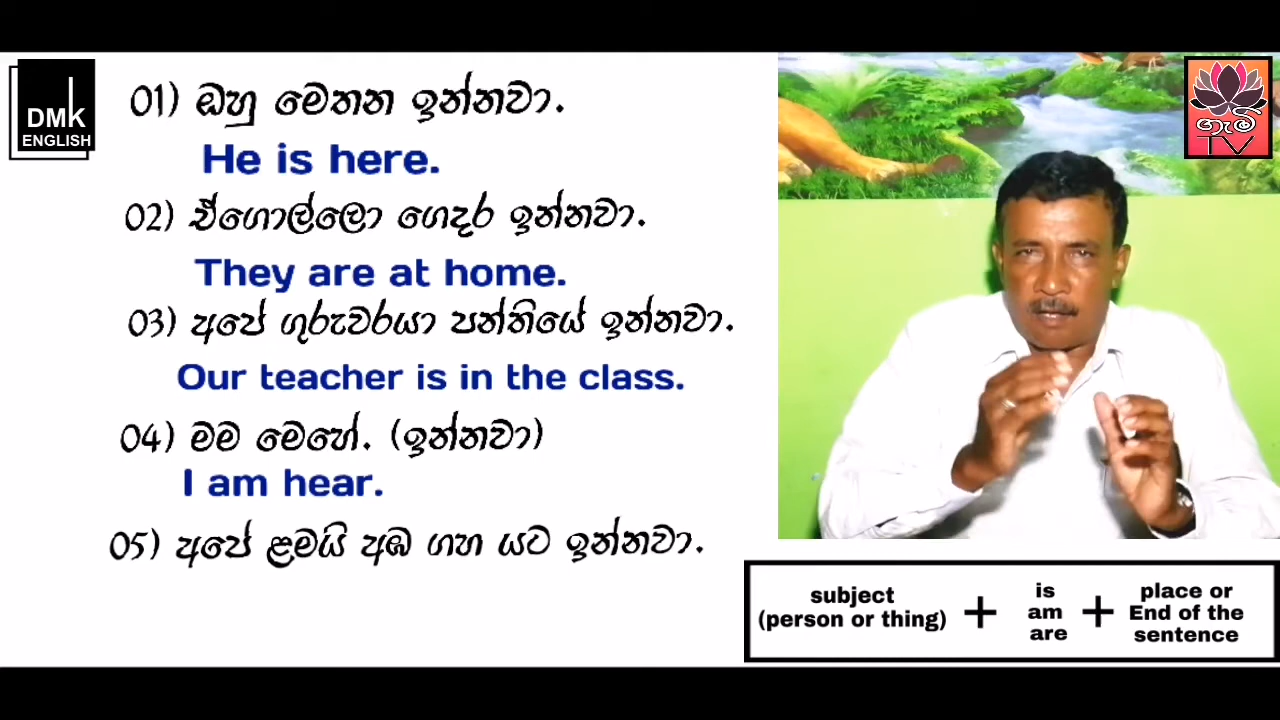 DMK
ENGLISH
01) ඔහු මෙතන ඉන්නවා.
He is here.
02) ඒගොල්ලො ගෙදර ඉන්නවා.
They are at home.
03) අපේ ගුරුවරයා පන්තියේ ඉන්නවා.
Our teacher is in the class.
04) මම මෙහේ. (ඉන්නවා)
I am hear.
05) අපේ ළමයි අඹ ගහ යට ඉන්නවා.
ගැමි
TV
subject
(person or thing)
+
is
am
are
+
place or
End of the
sentence